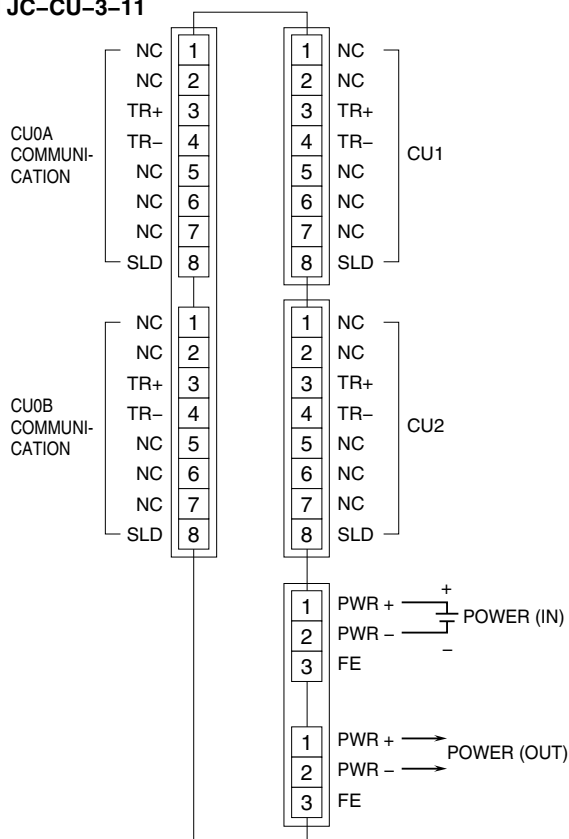 JC–CU–3–11
NC 1
NC 2
TR+ 3
TR– 4
NC 5
NC 6
NC 7
SLD 8
CU0A
COMMUNI-
CATION
1 NC
2 NC
3 TR+
4 TR–
5 NC
6 NC
7 NC
8 SLD
CU1
NC 1
NC 2
TR+ 3
TR– 4
NC 5
NC 6
NC 7
SLD 8
CU0B
COMMUNI-
CATION
1 NC
2 NC
3 TR+
4 TR–
5 NC
6 NC
7 NC
8 SLD
CU2
1 PWR + +
2 PWR – –
3 FE
POWER (IN)
1 PWR +
2 PWR –
3 FE
POWER (OUT)